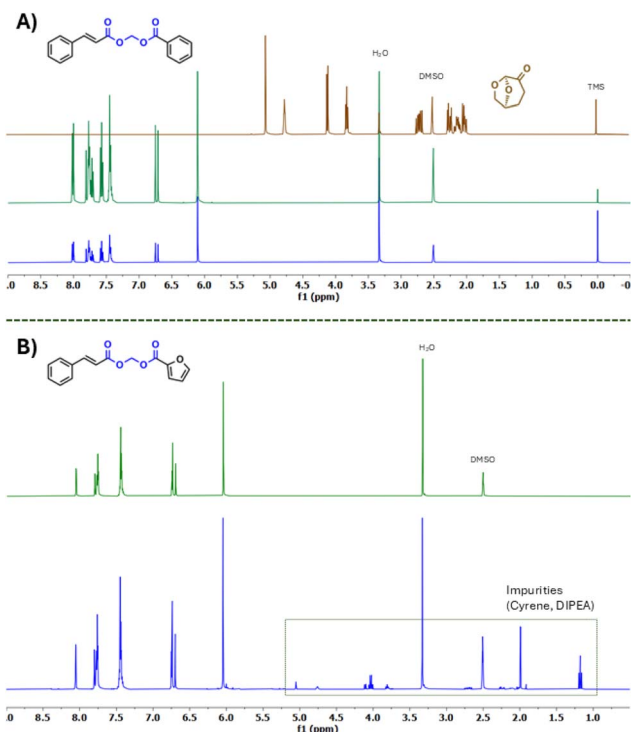 A)
O O
O O
H₂O
DMSO
O
O
O
TMS
.0 8.5 8.0 7.5 7.0 6.5 6.0 5.5 5.0 4.5 4.0 3.5 3.0 2.5 2.0 1.5 1.0 0.5 0.0 -0
f1 (ppm)
B)
O O
O O O
H₂O
DMSO
Impurities
(Cyrene, DIPEA)
.0 8.5 8.0 7.5 7.0 6.5 6.0 5.5 5.0 4.5 4.0 3.5 3.0 2.5 2.0 1.5 1.0
f1 (ppm)